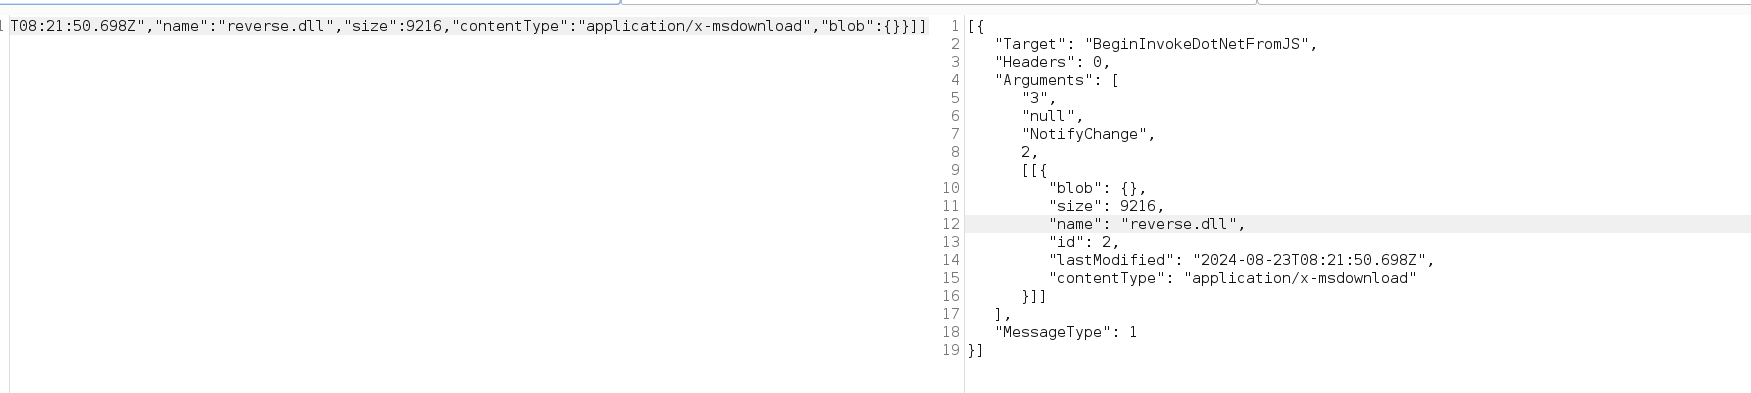 1 T08:21:50.698Z","name":"reverse.dll","size":9216,"contentType":"application/x-msdownload","blob":{}}]]
1 [{
2 "Target": "BeginInvokeDotNetFromJS",
3 "Headers": 0,
4 "Arguments": [
5 "3",
6 "null",
7 "NotifyChange",
8 2,
9 [[{
10 "blob": {},
11 "size": 9216,
12 "name": "reverse.dll",
13 "id": 2,
14 "lastModified": "2024-08-23T08:21:50.698Z",
15 "contentType": "application/x-msdownload"
16 }]]
17 ],
18 "MessageType": 1
19 }]